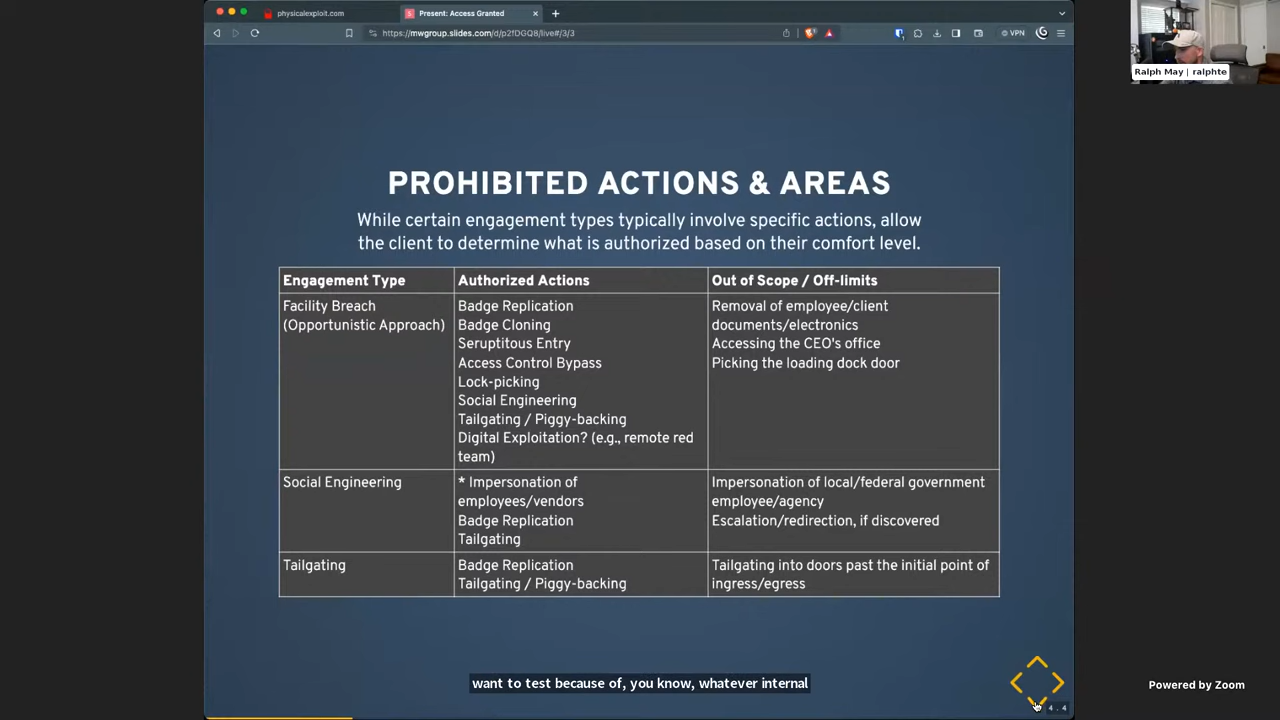 physicalexploit.com
Present: Access Granted
https://mwgroup.slides.com/d/p2fDGQ8/live#/3/3
VPN
Ralph May | ralphte
PROHIBITED ACTIONS & AREAS
While certain engagement types typically involve specific actions, allow
the client to determine what is authorized based on their comfort level.
Engagement Type
Authorized Actions
Out of Scope / Off-limits
Facility Breach
(Opportunistic Approach)
Badge Replication
Badge Cloning
Seruptitous Entry
Access Control Bypass
Lock-picking
Social Engineering
Tailgating / Piggy-backing
Digital Exploitation? (e.g., remote red
team)
Removal of employee/client
documents/electronics
Accessing the CEO's office
Picking the loading dock door
Social Engineering
* Impersonation of
employees/vendors
Badge Replication
Tailgating
Impersonation of local/federal government
employee/agency
Escalation/redirection, if discovered
Tailgating
Badge Replication
Tailgating / Piggy-backing
Tailgating into doors past the initial point of
ingress/egress
want to test because of, you know, whatever internal
4 . 4
Powered by Zoom